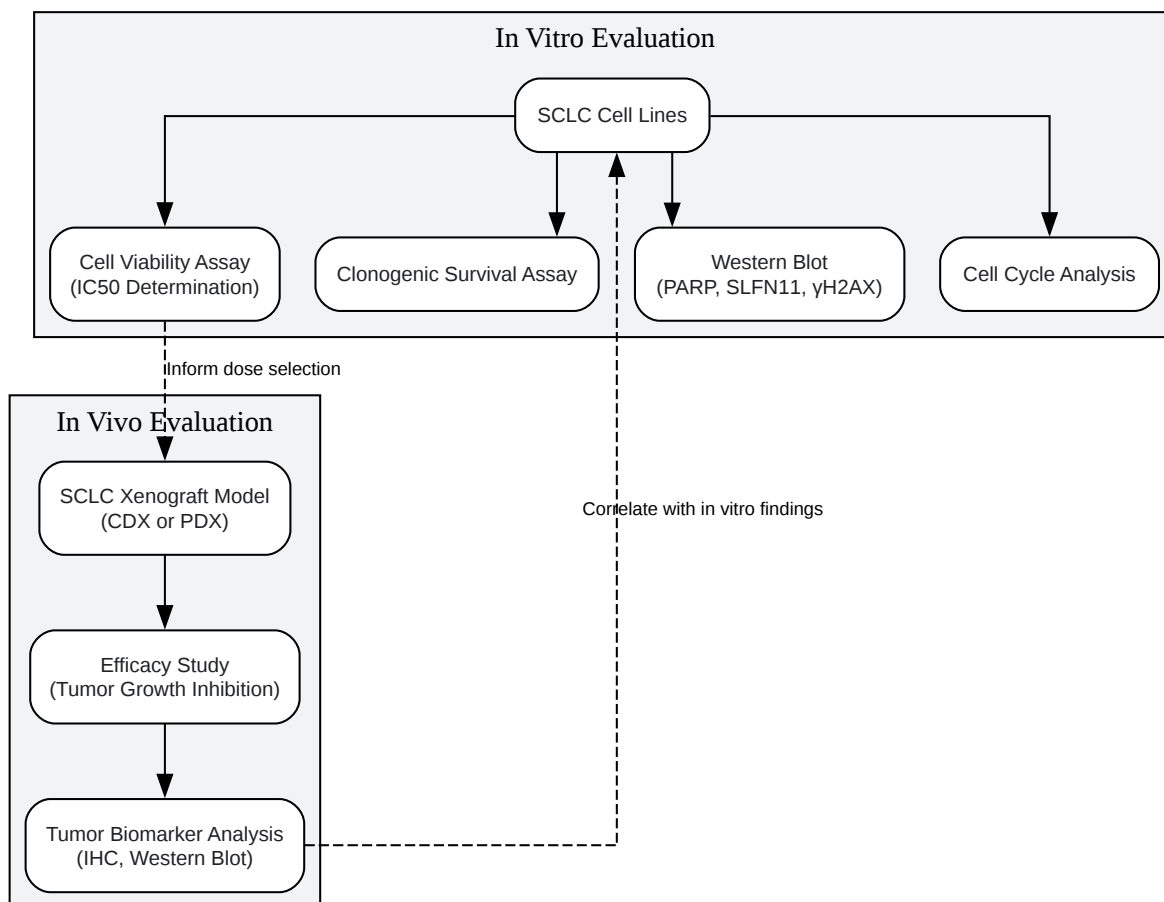 In Vitro Evaluation
SCLC Cell Lines
Cell Viability Assay
(IC50 Determination)
Clonogenic Survival Assay
Western Blot
(PARP, SLFN11, γH2AX)
Cell Cycle Analysis
Inform dose selection
In Vivo Evaluation
SCLC Xenograft Model
(CDX or PDX)
Correlate with in vitro findings
Efficacy Study
(Tumor Growth Inhibition)
Tumor Biomarker Analysis
(IHC, Western Blot)